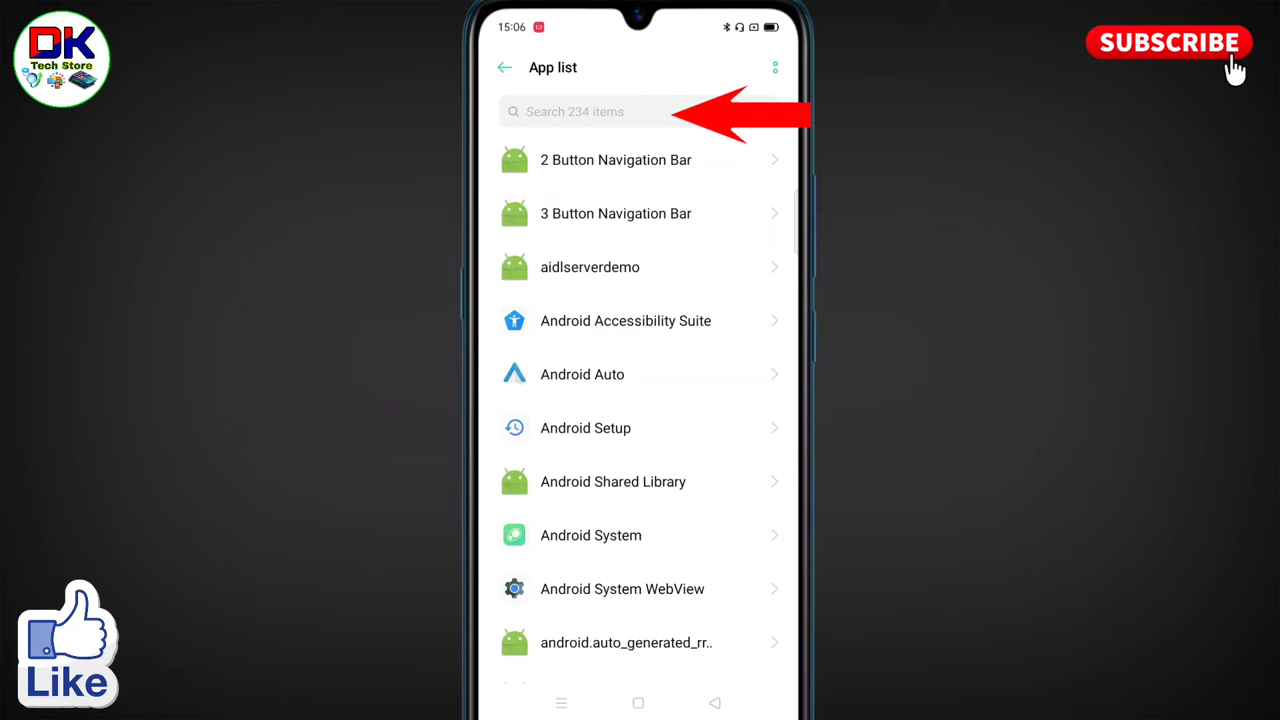 DK
Tech Store
SUBSCRIBE
15:06
App list
Search 234 items
2 Button Navigation Bar
3 Button Navigation Bar
aidlserverdemo
Android Accessibility Suite
Android Auto
Android Setup
Android Shared Library
Android System
Android System WebView
android.auto_generated_rr..
Like